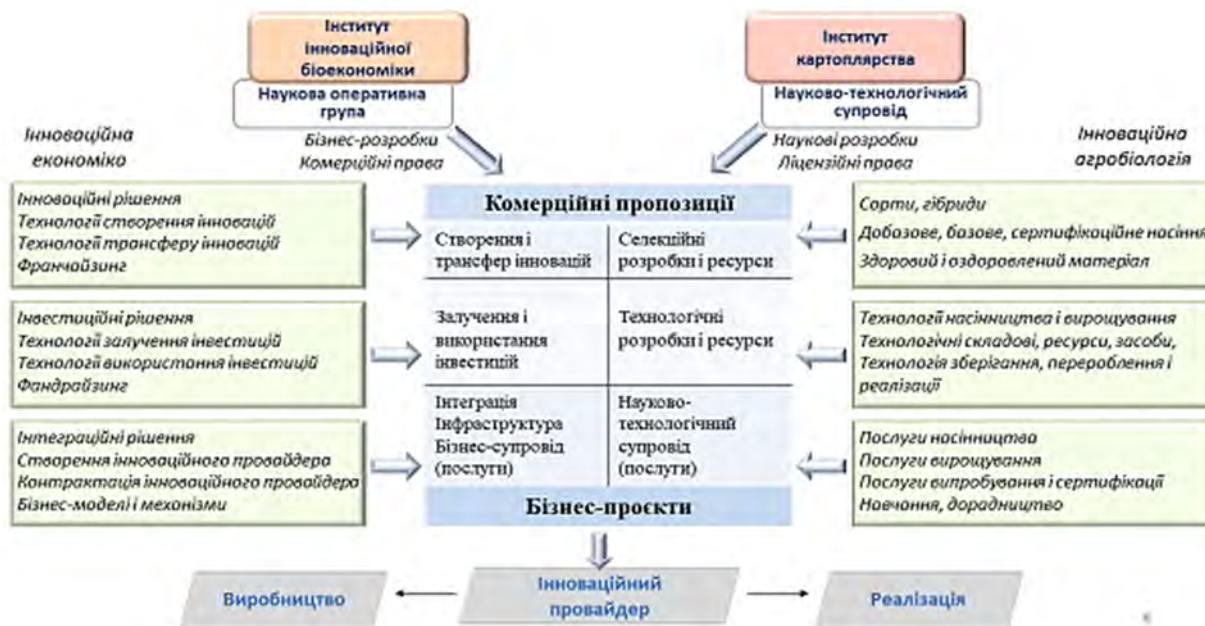 Інститут
інноваційної
біоекономіки
Наукова оперативна
група
Інститут
картоплярства
Науково-технологічний
супровід
Інноваційна
економіко
Бізнес-розробки
Комерційні права
Наукові розробки
Ліцензійні права
Інноваційна
агробіологія
Інноваційні рішення
Технології створення інновацій
Технології трансферу інновацій
Франчайзинг
Інвестиційні рішення
Технології залучення інвестицій
Технології використання інвестицій
Фандрайзинг
Інтеграційні рішення
Створення інноваційного провайдера
Контрактація інноваційного провайдера
Бізнес-моделі і механізми
Комерційні пропозиції
Створення і
трансфер інновацій
Селекційні
розробки і ресурси
Залучення і
використання
інвестицій
Технологічні
розробки і ресурси
Інтеграція
Інфраструктура
Бізнес-супровід
(послуги)
Науково-
технологічний
супровід
(послуги)
Бізнес-проєкти
Сорти, гібриди
Добазове, базове, сертифікаційне насіння
Здоровий і оздоровлений матеріал
Технології насінництва і вирощування
Технологічні складові, ресурси, засоби,
Технологія зберігання, перероблення і
реалізації
Послуги насінництва
Послуги вирощування
Послуги випробування і сертифікації
Навчання, дорадництво
Виробництво
Інноваційний
провайдер
Реалізація